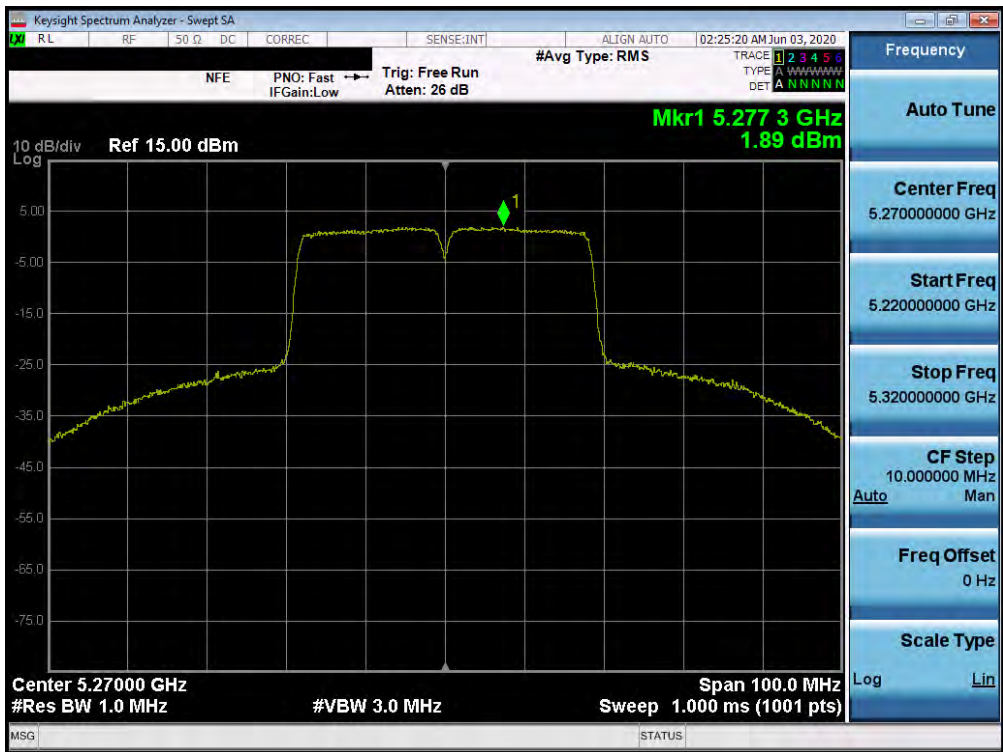 Keysight Spectrum Analyzer - Swept SA
LXI RL RF 50 Ω DC CORREC SENSE:INT ALIGN AUTO 02:25:20 AM Jun 03, 2020
NFE PNO: Fast Trig: Free Run #Avg Type: RMS TRACE 1 2 3 4 5 6
IFGain:Low Atten: 26 dB TYPE A WWWWW
DET A N N N N N
Mkr1 5.277 3 GHz
1.89 dBm
10 dB/div Ref 15.00 dBm
Log
1
5.00
-5.00
-15.0
-25.0
-35.0
-45.0
-55.0
-65.0
-75.0
Center 5.27000 GHz Span 100.0 MHz
#Res BW 1.0 MHz #VBW 3.0 MHz Sweep 1.000 ms (1001 pts)
MSG STATUS
Frequency
Auto Tune
Center Freq
5.270000000 GHz
Start Freq
5.220000000 GHz
Stop Freq
5.320000000 GHz
CF Step
10.000000 MHz
Auto Man
Freq Offset
0 Hz
Scale Type
Log Lin